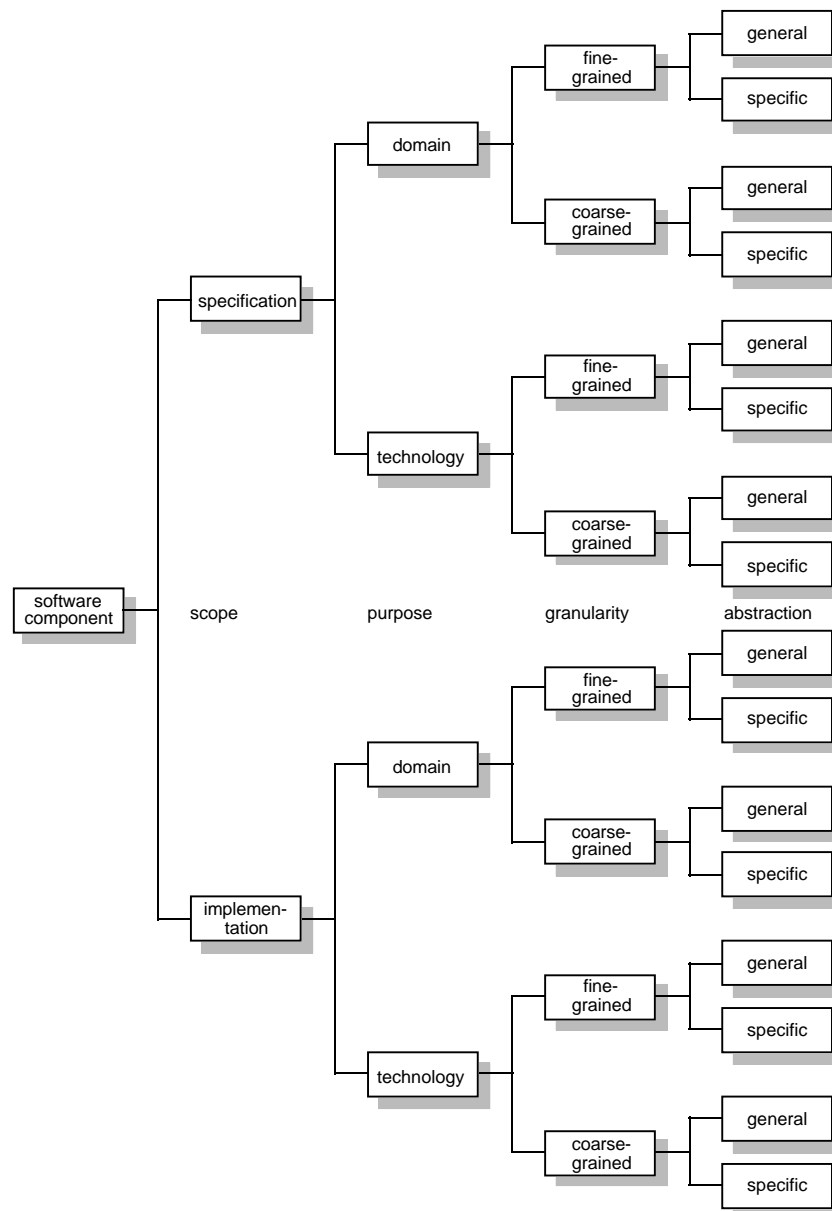 general
fine-
grained
specific
domain
general
coarse-
grained
specific
specification
general
fine-
grained
specific
technology
general
coarse-
grained
specific
software
component
scope
purpose
granularity
abstraction
general
fine-
grained
specific
domain
general
coarse-
grained
specific
implemen-
tation
general
fine-
grained
specific
technology
general
coarse-
grained
specific